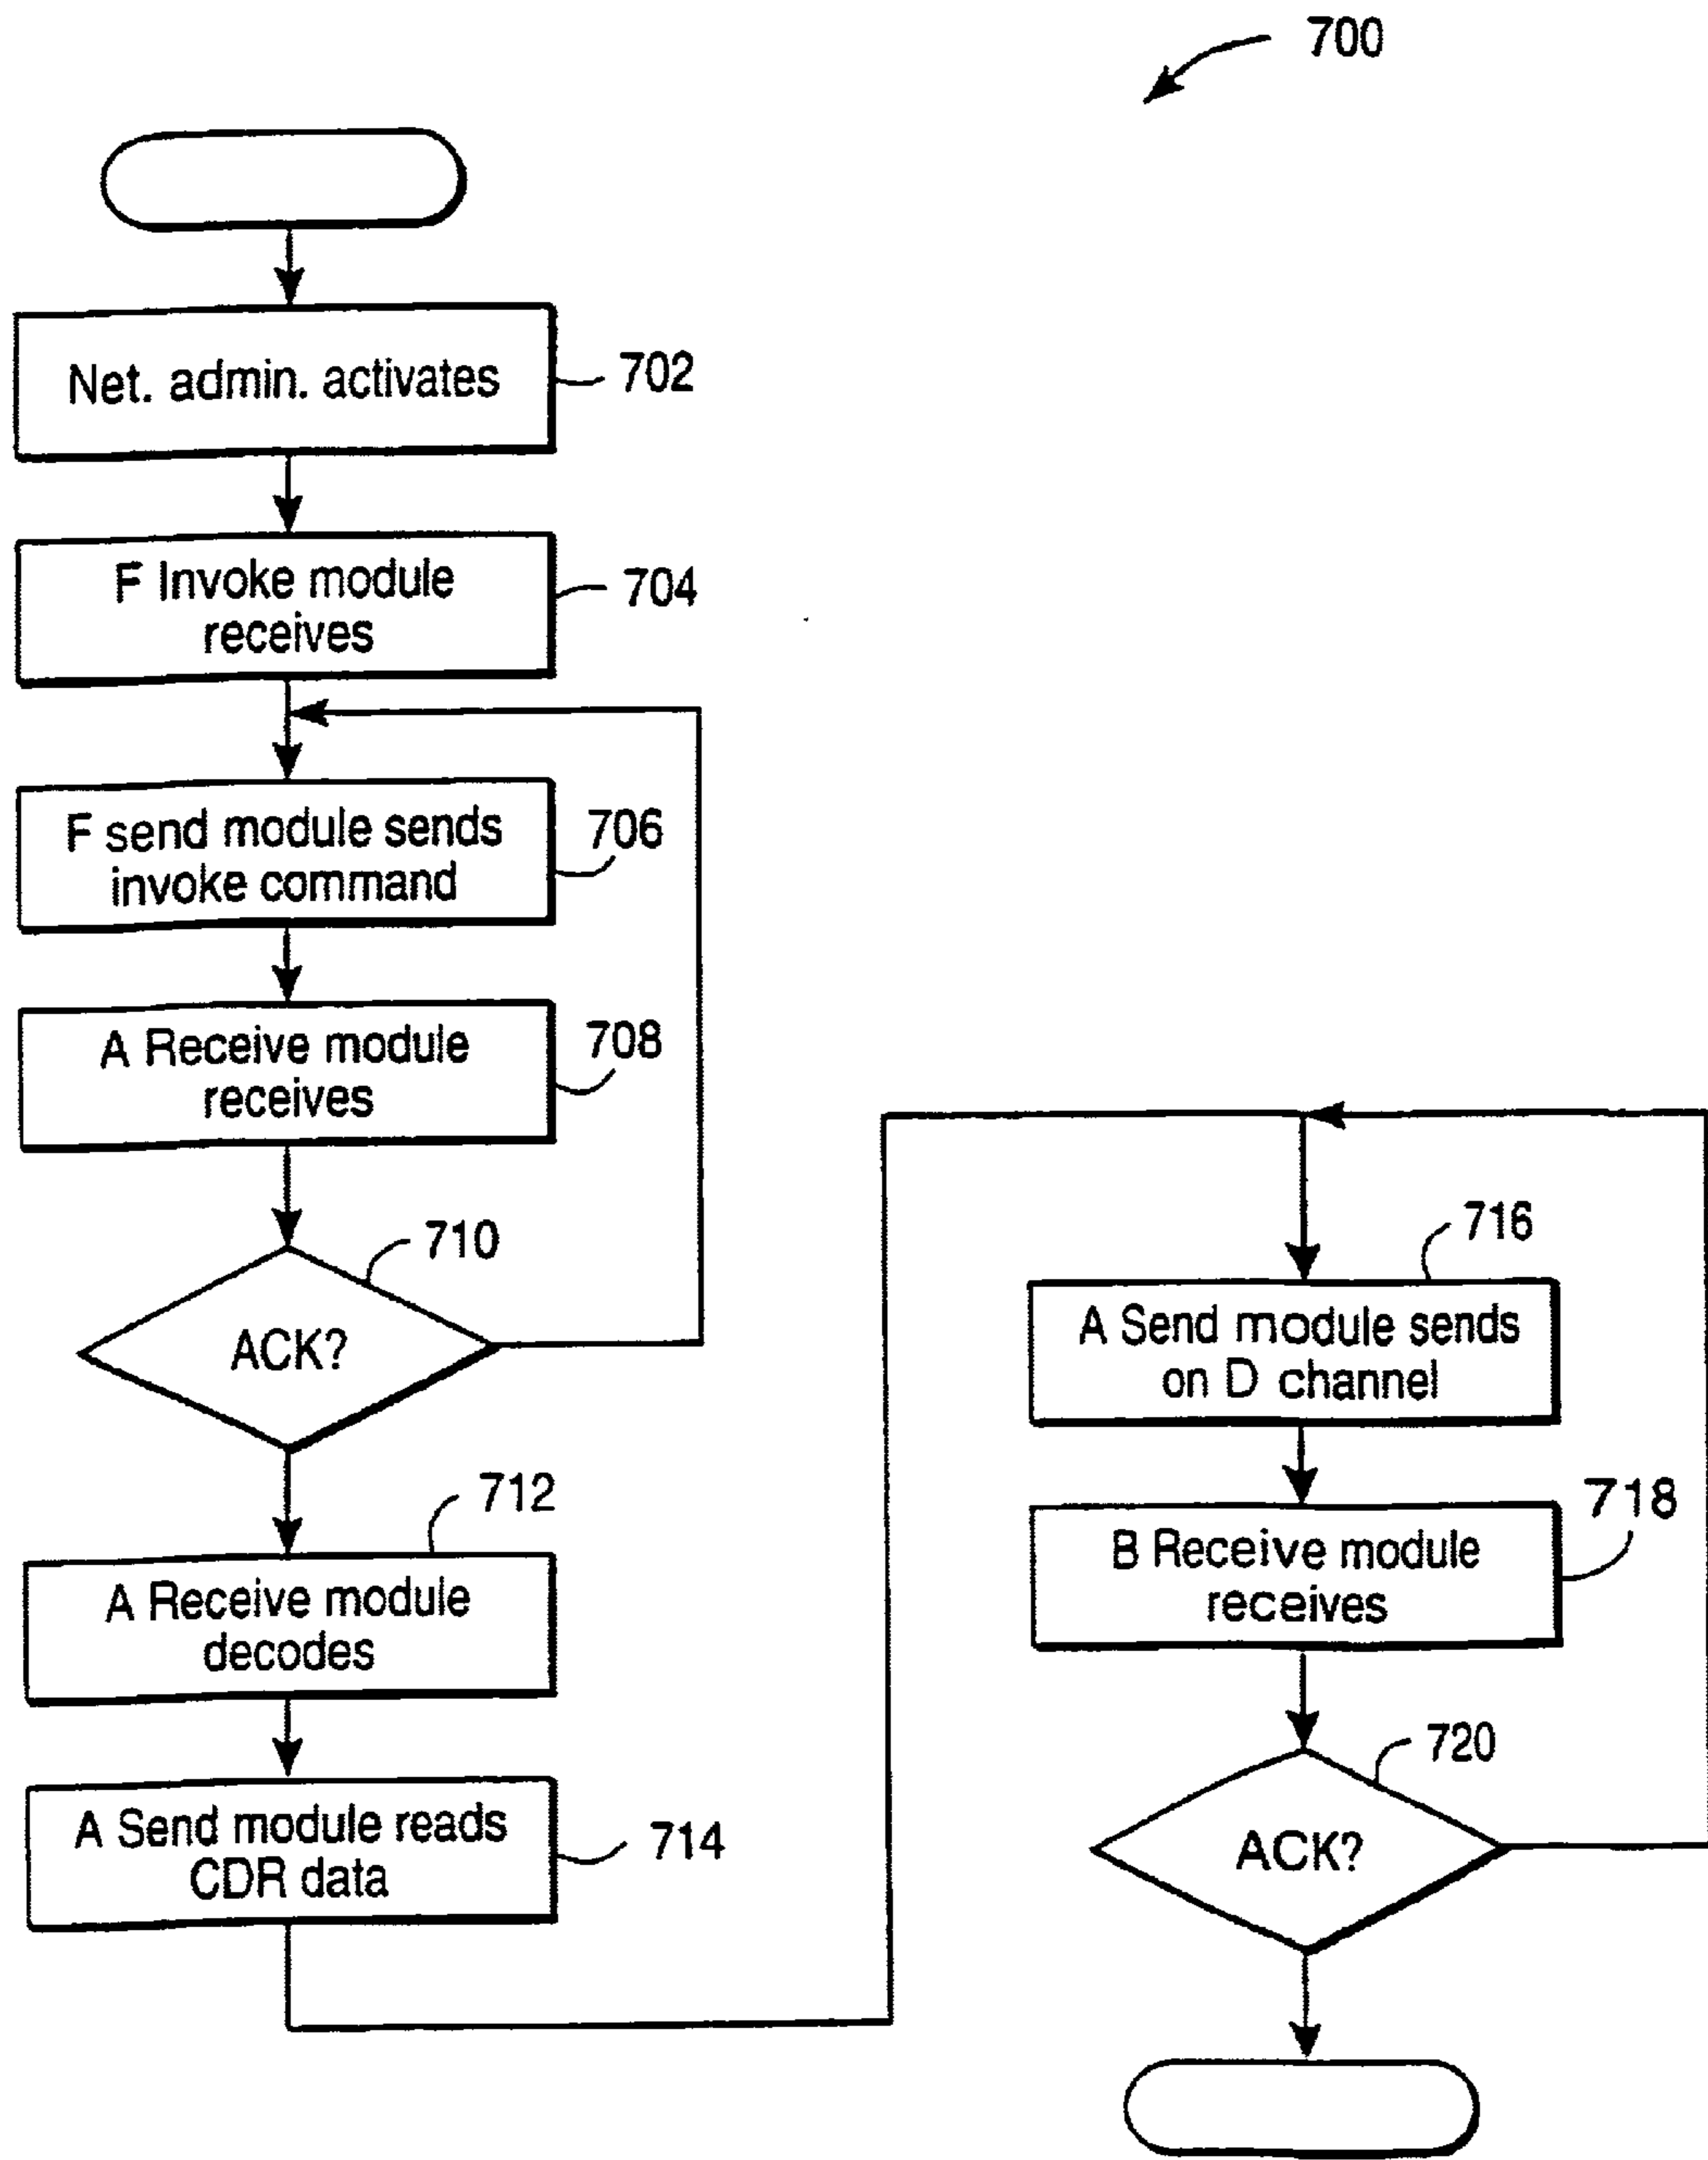 700
Net. admin. activates
702
F Invoke module
receives
704
F send module sends
invoke command
706
A Receive module
receives
708
710
ACK?
712
A Receive module
decodes
A Send module reads
CDR data
714
716
A Send module sends
on D channel
718
B Receive module
receives
720
ACK?